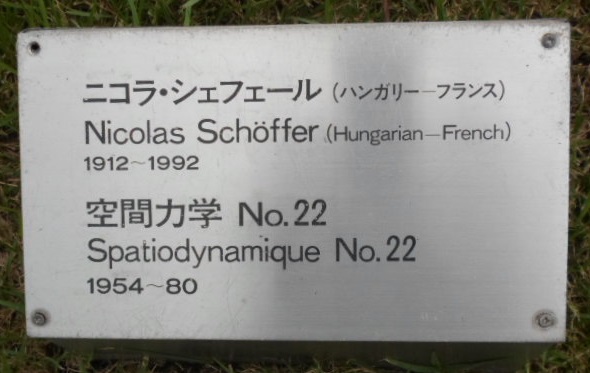 ニコラ・シェフェール (ハンガリー―フランス)
Nicolas Schöffer (Hungarian―French)
1912~1992
空間力学 No.22
Spatiodynamique No.22
1954~80